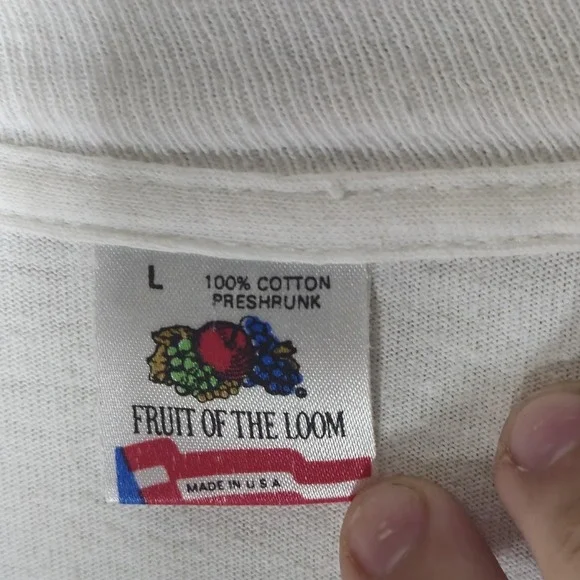 L
100% COTTON
PRESHRUNK
FRUIT OF THE LOOM
MADE IN U S A